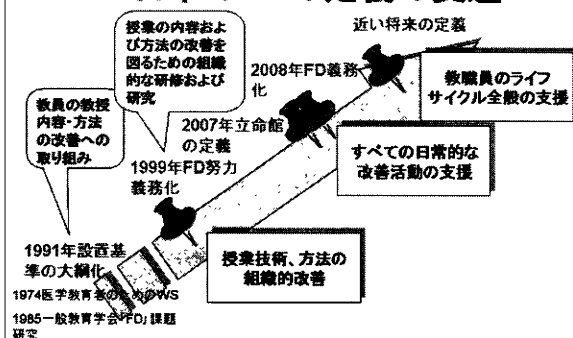 近い将来の定義
授業の内容およ
び方法の改善を
図るための組織
的な研修および
研究
2008年FD義務
化
教職員のライフ
サイクル全般の支援
教員の教授
内容・方法
の改善への
取り組み
2007年立命館
の定義
すべての日常的な
改善活動の支援
1999年FD努力
義務化
1991年設置基
準の大綱化
授業技術、方法の
組織的改善
1974医学教育者のためのWS
1985一般教育学会「FD」課題
研究